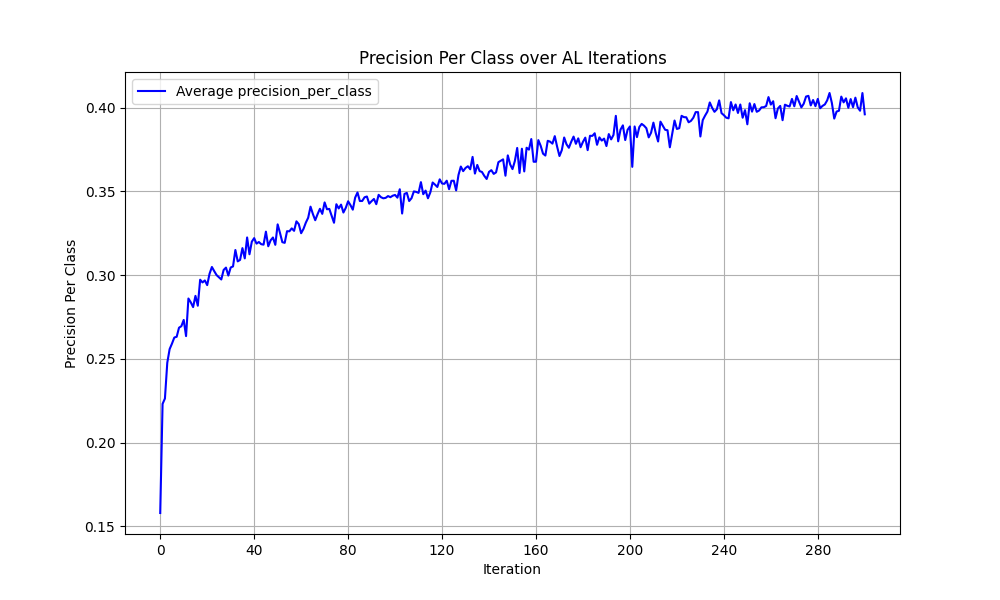 Precision Per Class over AL Iterations
Average precision_per_class
Precision Per Class
0.40
0.35
0.30
0.25
0.20
0.15
0 40 80 120 160 200 240 280
Iteration